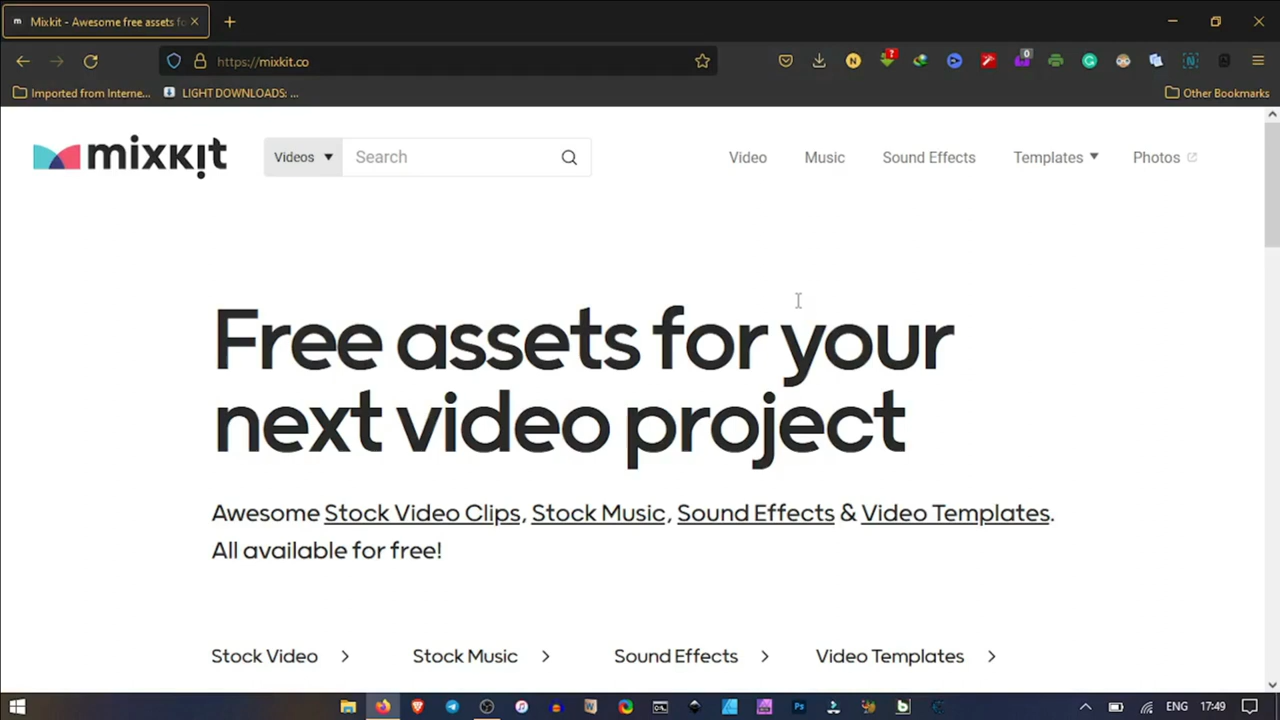 Mixkit - Awesome free assets fo
https://mixkit.co
?
N
0
N
Imported from Interne...
LIGHT DOWNLOADS: ...
Other Bookmarks
mixkit
Videos
Search
Video
Music
Sound Effects
Templates
Photos
Free assets for your
next video project
Awesome Stock Video Clips, Stock Music, Sound Effects & Video Templates.
All available for free!
Stock Video
Stock Music
Sound Effects
Video Templates
Ps
ENG
17:49